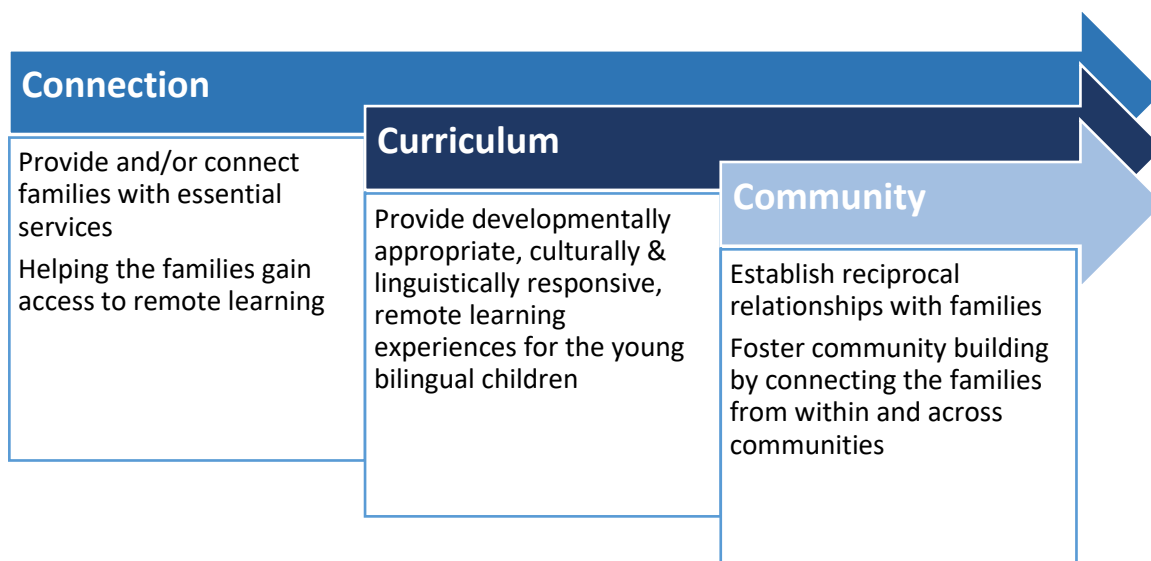 Connection
Provide and/or connect
families with essential
services
Helping the families gain
access to remote learning
Curriculum
Provide developmentally
appropriate, culturally &
linguistically responsive,
remote learning
experiences for the young
bilingual children
Community
Establish reciprocal
relationships with families
Foster community building
by connecting the families
from within and across
communities